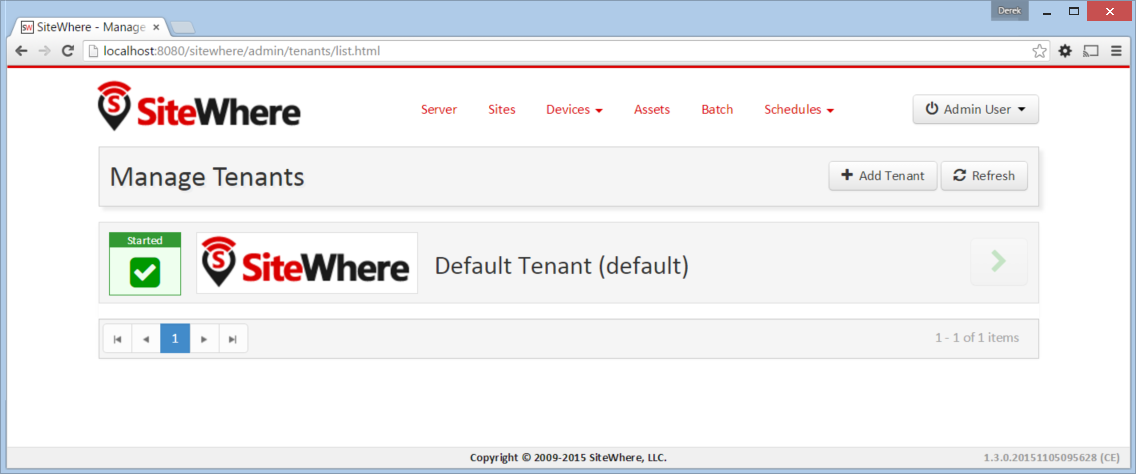 Derek
SW SiteWhere - Manage
localhost:8080/sitewhere/admin/tenants/list.html
S SiteWhere Server Sites Devices Assets Batch Schedules Admin User
Manage Tenants Add Tenant Refresh
Started
S SiteWhere Default Tenant (default)
1 1 - 1 of 1 items
Copyright © 2009-2015 SiteWhere, LLC. 1.3.0.20151105095628 (CE)